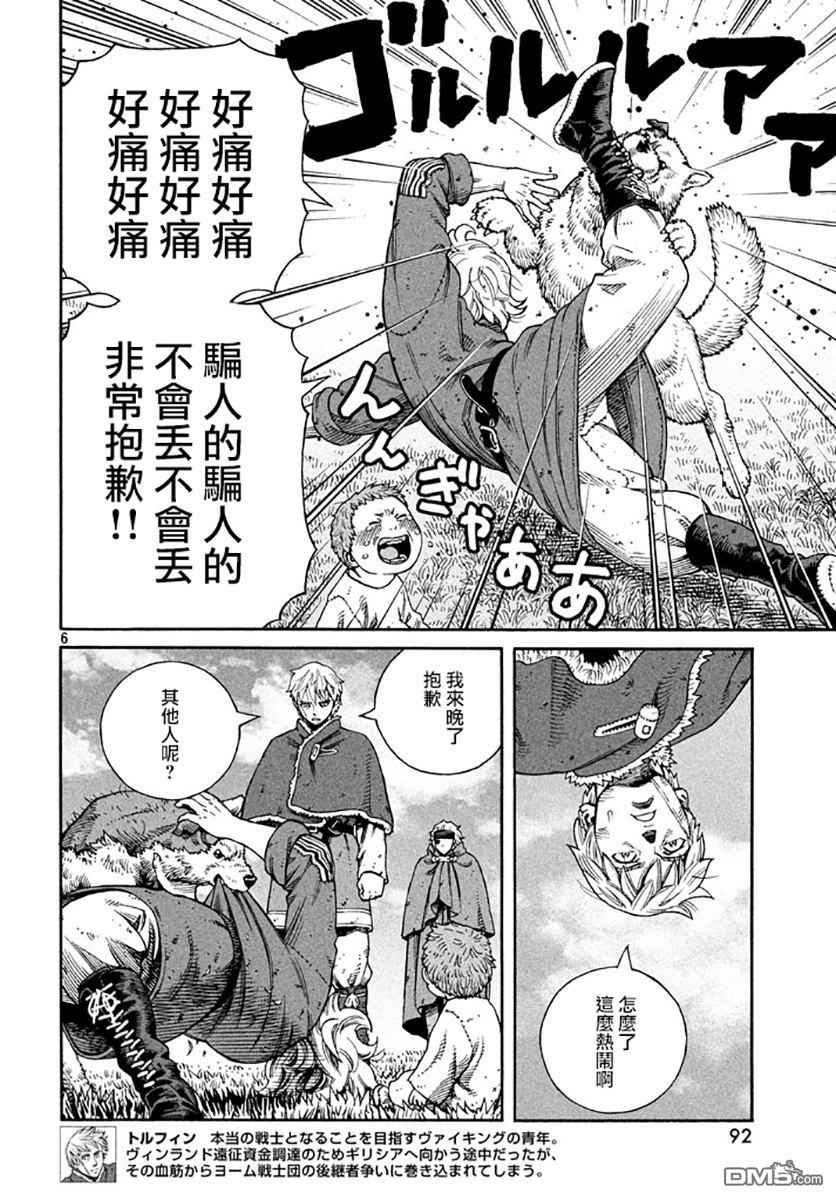 ゴルルルアアア
好痛好痛
好痛好痛
好痛好痛
騙人的騙人的
不會丟不會丟
非常抱歉!!
んんん
ぎゃあああ
6
怎麼了
這麼熱鬧啊
我來晚了
抱歉
其他人呢?
トルフィン 本当の戦士となることを目指すヴァイキングの青年。
ヴィンランド遠征資金調達のためギリシアへ向かう途中だったが、
その血筋からヨーム戦士団の後継者争いに巻き込まれてしまう。
92
DM5.com